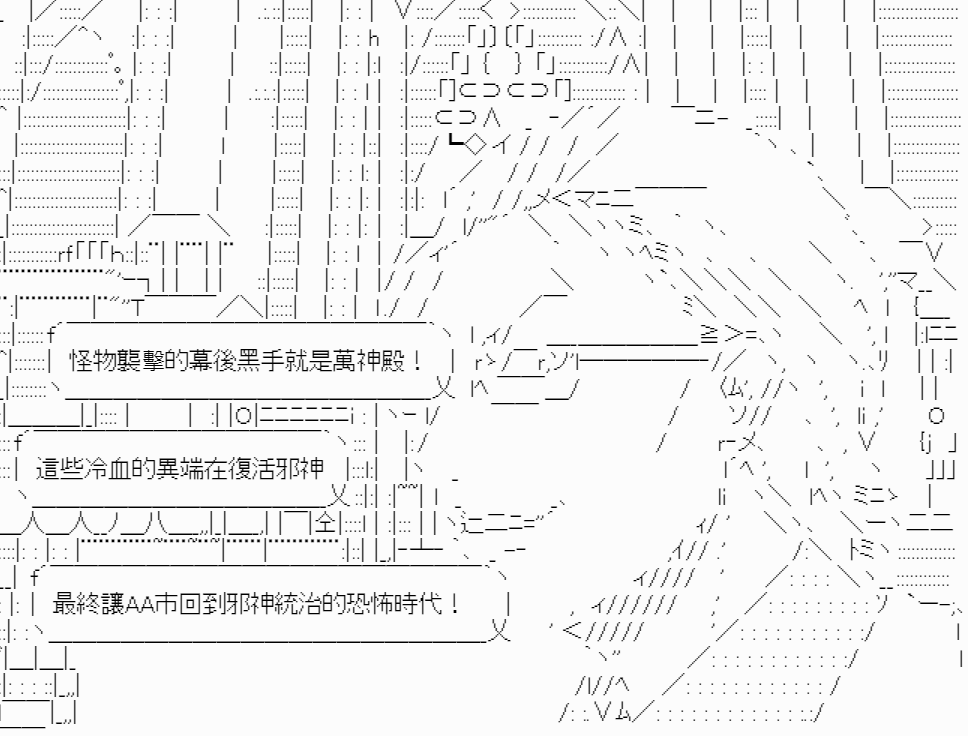 怪物襲擊的幕後黑手就是萬神殿！
這些冷血的異端在復活邪神
最終讓AA市回到邪神統治的恐怖時代！